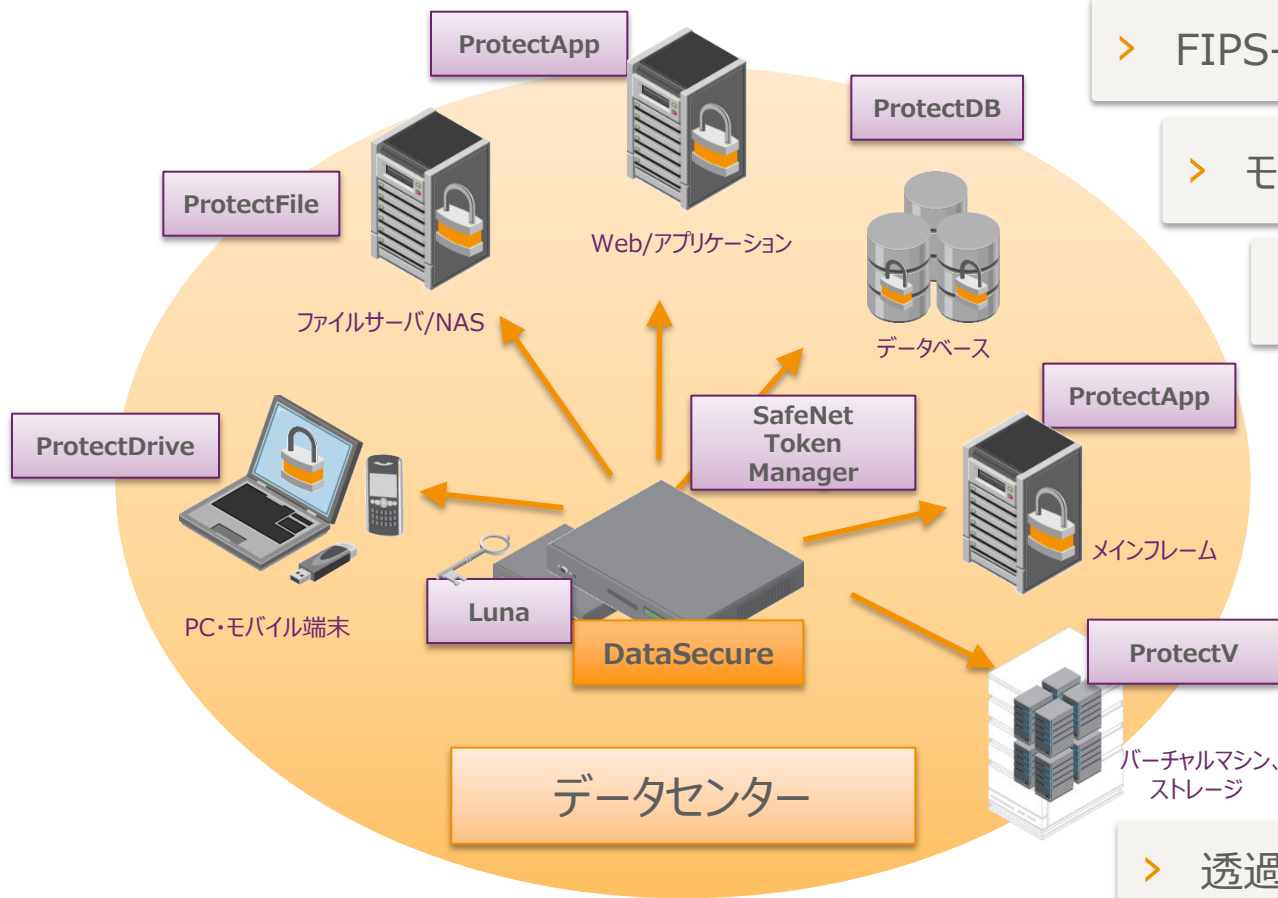 ProtectApp
> FIPS-
ProtectDB
> モ
ProtectFile
Web/アプリケーション
ファイルサーバ/NAS
データベース
ProtectApp
SafeNet
Token
Manager
ProtectDrive
メインフレーム
Luna
PC・モバイル端末
DataSecure
ProtectV
バーチャルマシン、
ストレージ
データセンター
> 透過